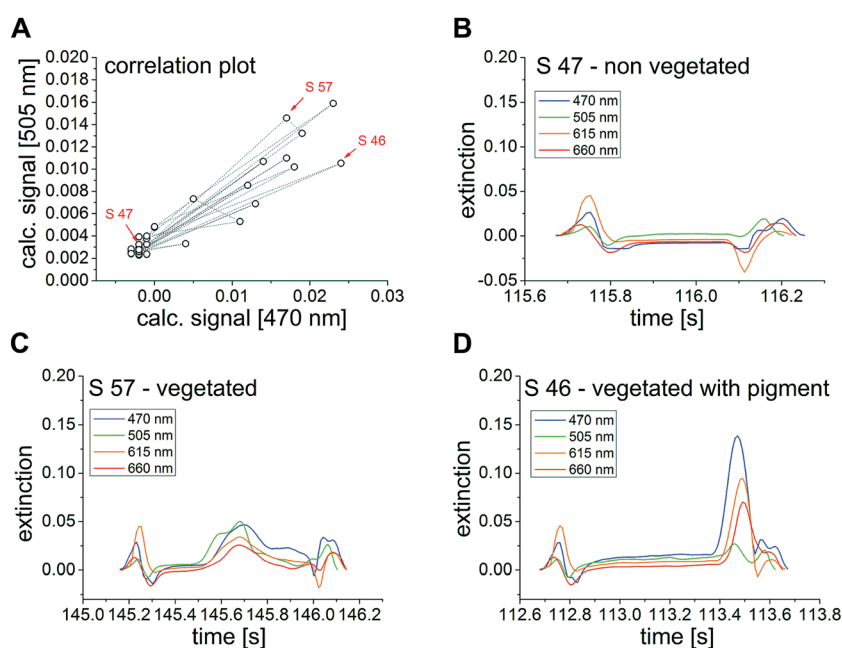 A
correlation plot
calc. signal [505 nm]
0.020
0.018
0.016
0.014
0.012
0.010
0.008
0.006
0.004
0.002
0.000
S 57
S 46
S 47
0.00
0.01
0.02
0.03
calc. signal [470 nm]
B
S 47 - non vegetated
extinction
0.20
0.15
0.10
0.05
0.00
-0.05
470 nm
505 nm
615 nm
660 nm
115.6
115.8
116.0
116.2
time [s]
C
S 57 - vegetated
extinction
0.20
0.15
0.10
0.05
0.00
470 nm
505 nm
615 nm
660 nm
145.0
145.2
145.4
145.6
145.8
146.0
146.2
time [s]
D
S 46 - vegetated with pigment
extinction
0.20
0.15
0.10
0.05
0.00
470 nm
505 nm
615 nm
660 nm
112.6
112.8
113.0
113.2
113.4
113.6
113.8
time [s]